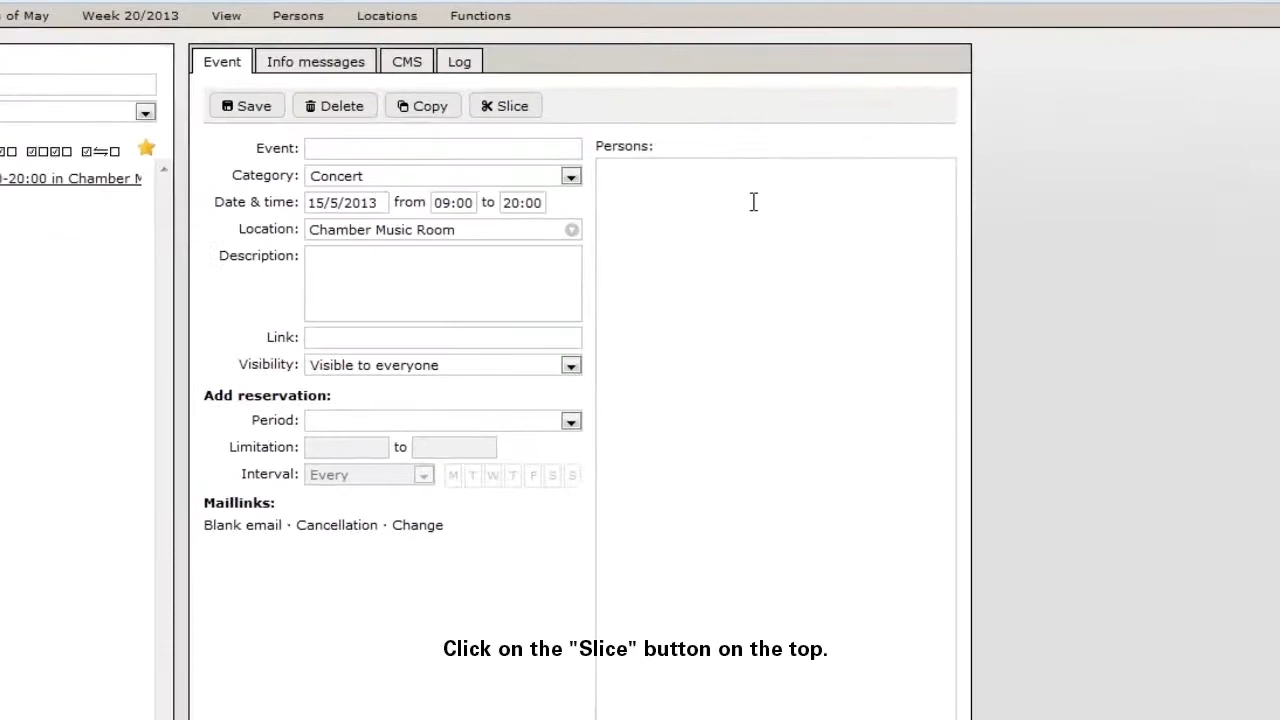 of May Week 20/2013 View Persons Locations Functions
Event Info messages CMS Log
Save Delete Copy Slice
Event:
Persons:
Category: Concert
-20:00 in Chamber M
Date & time: 15/5/2013 from 09:00 to 20:00
Location: Chamber Music Room
Description:
Link:
Visibility: Visible to everyone
Add reservation:
Period:
Limitation: to
Interval: Every M T W T F S S
Maillinks:
Blank email · Cancellation · Change
Click on the "Slice" button on the top.